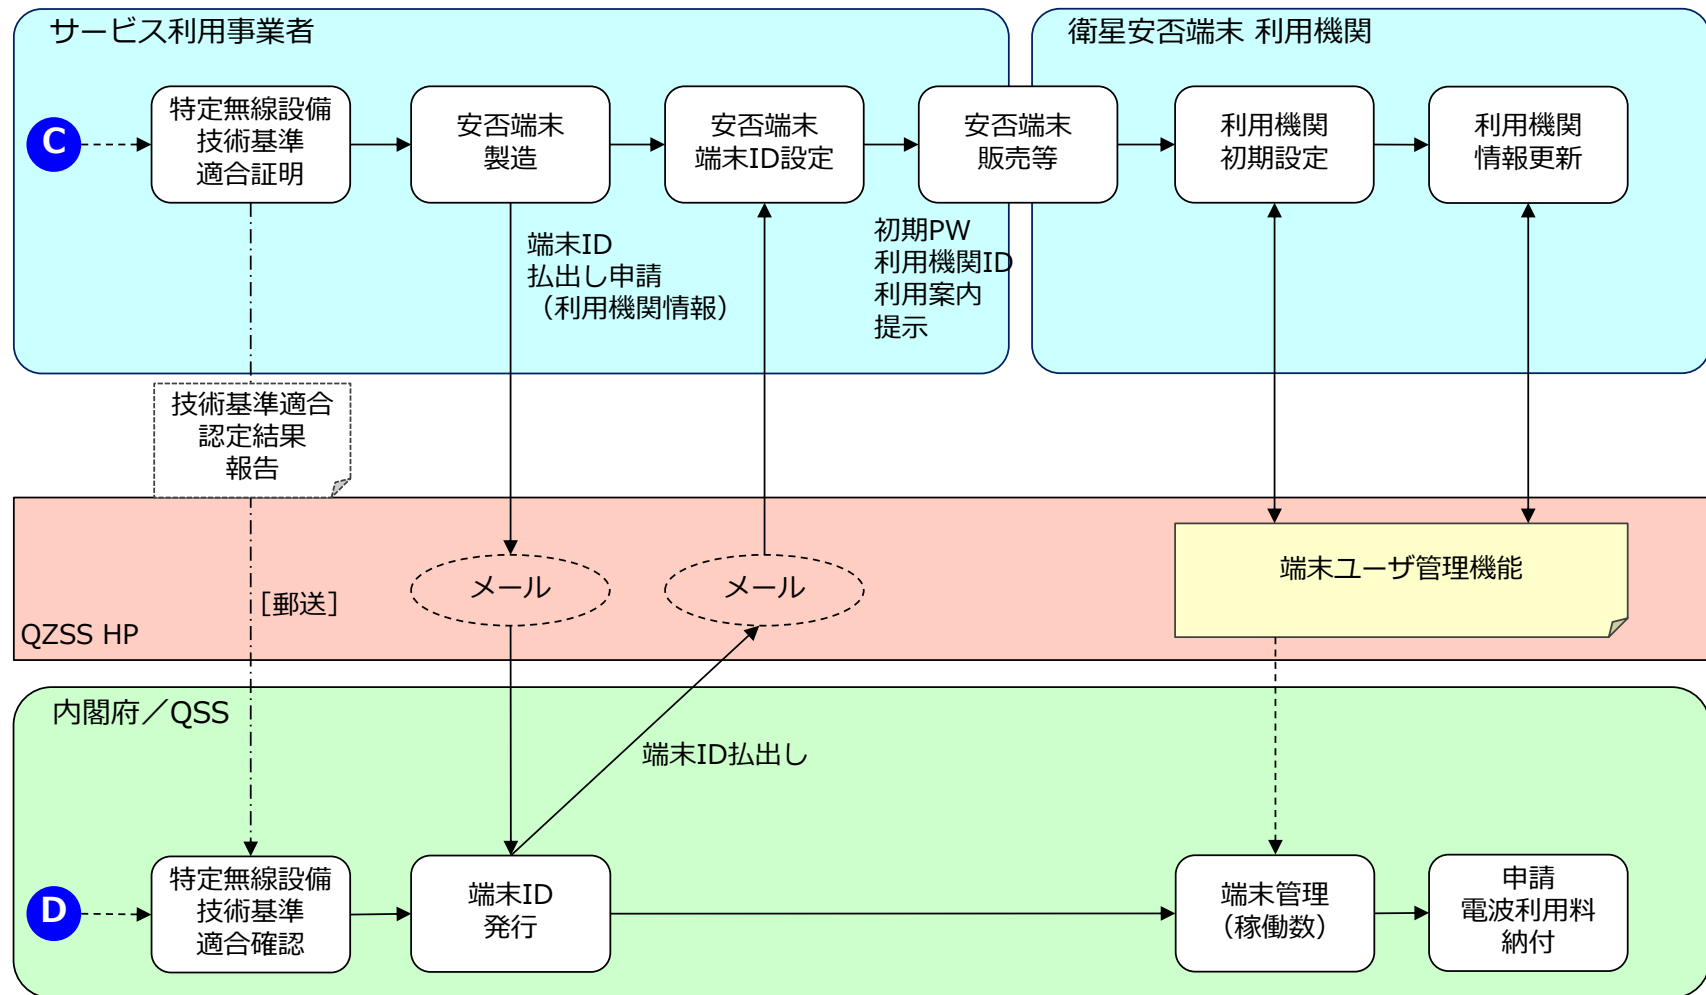 サービス利用事業者
衛星安否端末 利用機関
C
特定無線設備
技術基準
適合証明
安否端末
製造
安否端末
端末ID設定
安否端末
販売等
利用機関
初期設定
利用機関
情報更新
端末ID
払出し申請
（利用機関情報）
初期PW
利用機関ID
利用案内
提示
技術基準適合
認定結果
報告
[郵送]
メール
メール
端末ユーザ管理機能
QZSS HP
内閣府／QSS
端末ID払出し
D
特定無線設備
技術基準
適合確認
端末ID
発行
端末管理
（稼働数）
申請
電波利用料
納付